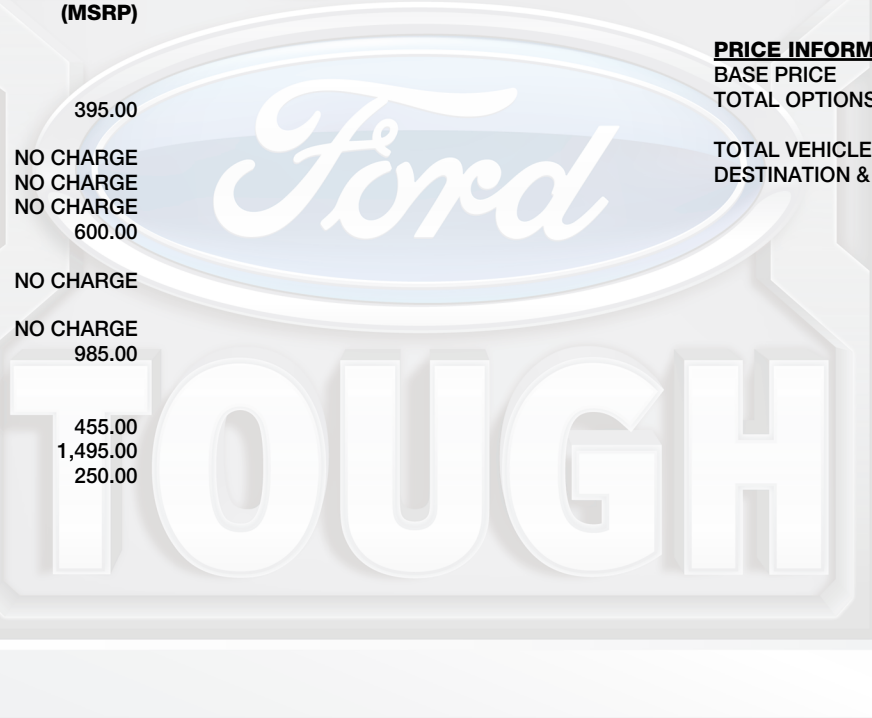 (MSRP)
395.00
NO CHARGE
NO CHARGE
NO CHARGE
600.00
NO CHARGE
NO CHARGE
985.00
455.00
1,495.00
250.00
PRICE INFORM
BASE PRICE
TOTAL OPTIONS
TOTAL VEHICLE
DESTINATION &
Ford
TOUGH